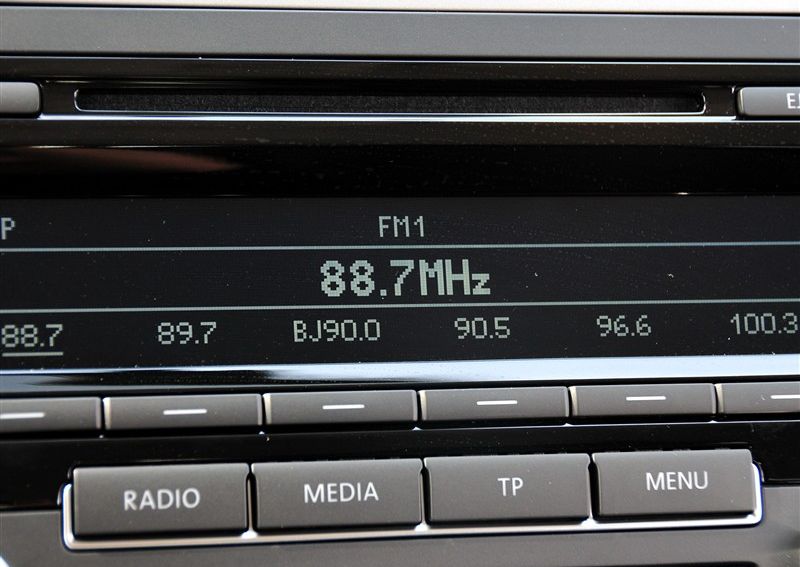 P FM1
88.7MHz
88.7 89.7 BJ90.0 90.5 96.6 100.3
RADIO MEDIA TP MENU